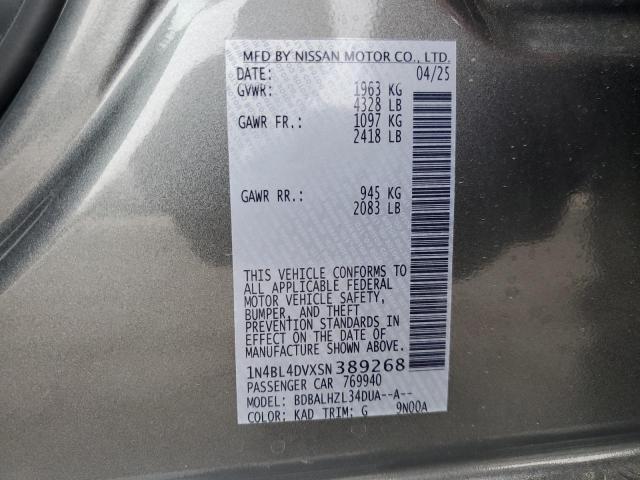 MFD BY NISSAN MOTOR CO., LTD.
DATE: 04/25
GVWR: 1963 KG
4328 LB
GAWR FR.: 1097 KG
2418 LB
GAWR RR.: 945 KG
2083 LB
THIS VEHICLE CONFORMS TO
ALL APPLICABLE FEDERAL
MOTOR VEHICLE SAFETY,
BUMPER, AND THEFT
PREVENTION STANDARDS IN
EFFECT ON THE DATE OF
MANUFACTURE SHOWN ABOVE.
1N4BL4DVXSN389268
PASSENGER CAR 769940
MODEL: BDBALHZL34DUA--A--
COLOR: KAD TRIM: G 9N00A